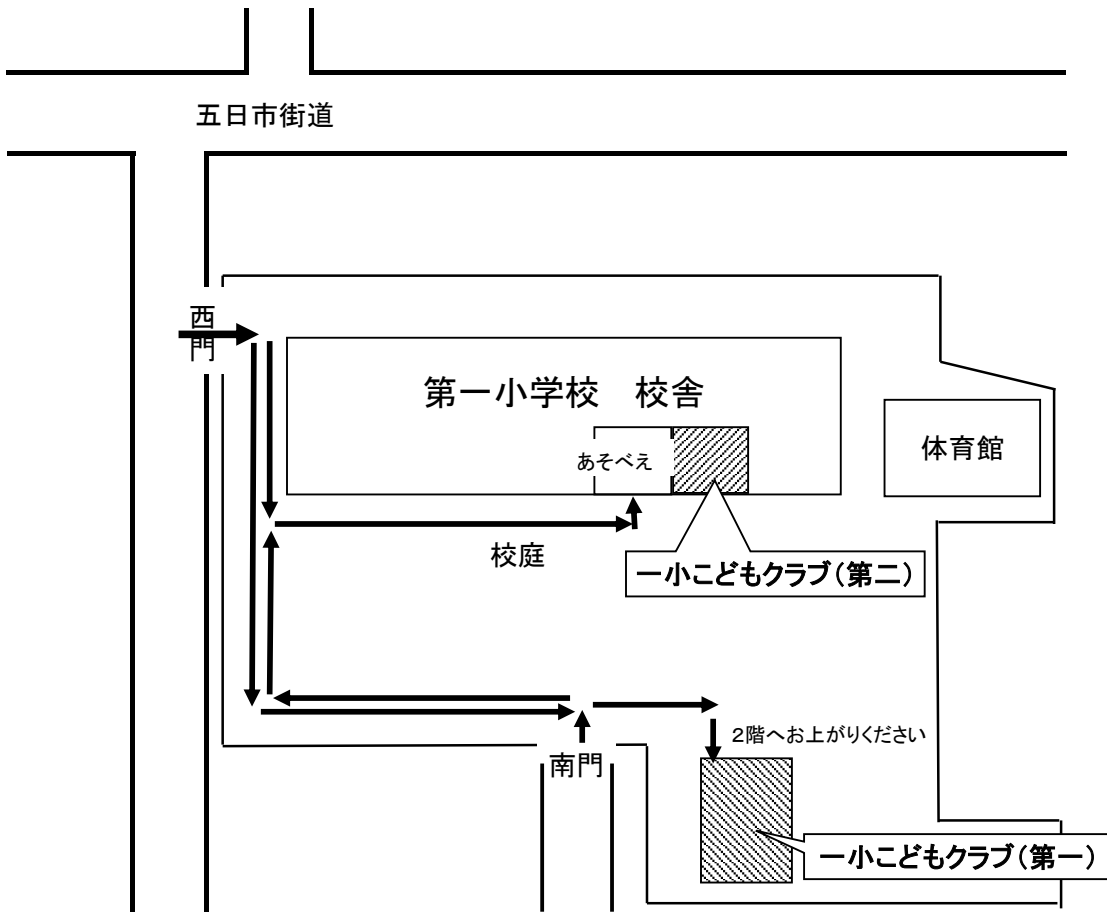 五日市街道
西門
第一小学校　校舎
あそべえ
体育館
校庭
一小こどもクラブ（第二）
2階へお上がりください
南門
一小こどもクラブ（第一）